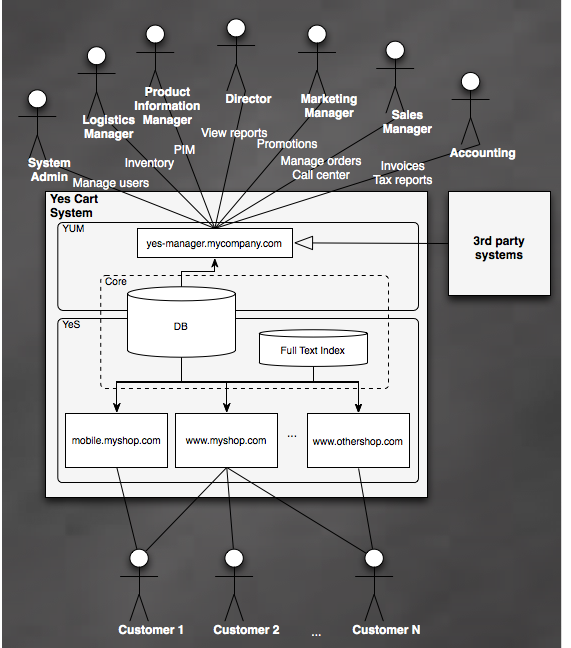 Product
Information
Manager
Director
Marketing
Manager
Logistics
Manager
Sales
Manager
System
Admin
Accounting
View reports
Promotions
PIM
Inventory
Manage orders
Call center
Invoices
Tax reports
Manage users
Yes Cart
System
YUM
yes-manager.mycompany.com
3rd party
systems
Core
DB
YeS
Full Text Index
mobile.myshop.com
www.myshop.com
...
www.othershop.com
Customer 1
Customer 2
...
Customer N